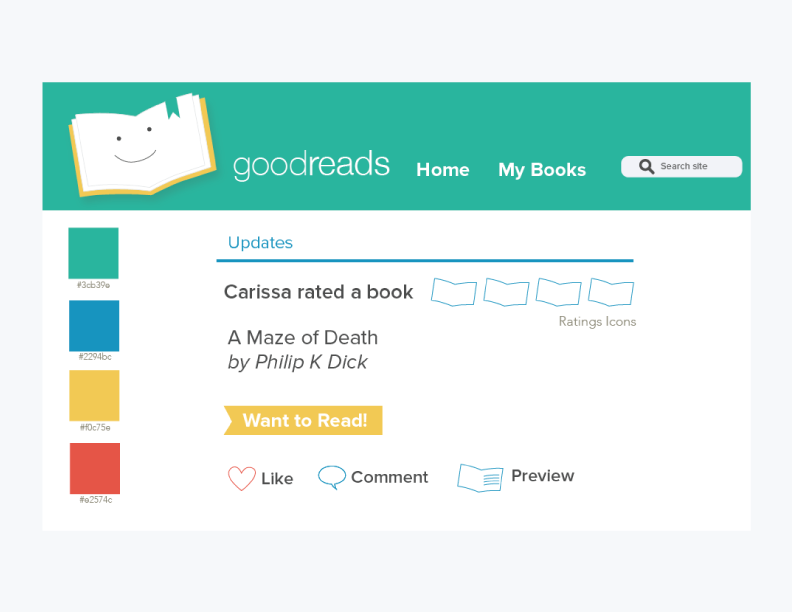 goodreads
Home
My Books
Search site
#3cb39e
#2294bc
#f0c75e
#e2574c
Updates
Carissa rated a book
Ratings Icons
A Maze of Death
by Philip K Dick
Want to Read!
Like
Comment
Preview